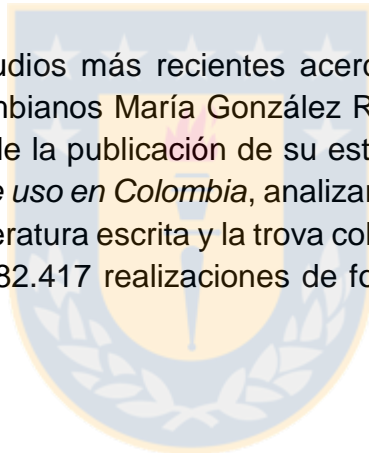 udios más recientes acerc
mbianos María González R
le la publicación de su est
e uso en Colombia, analizar
eratura escrita y la trova col
82.417 realizaciones de fo